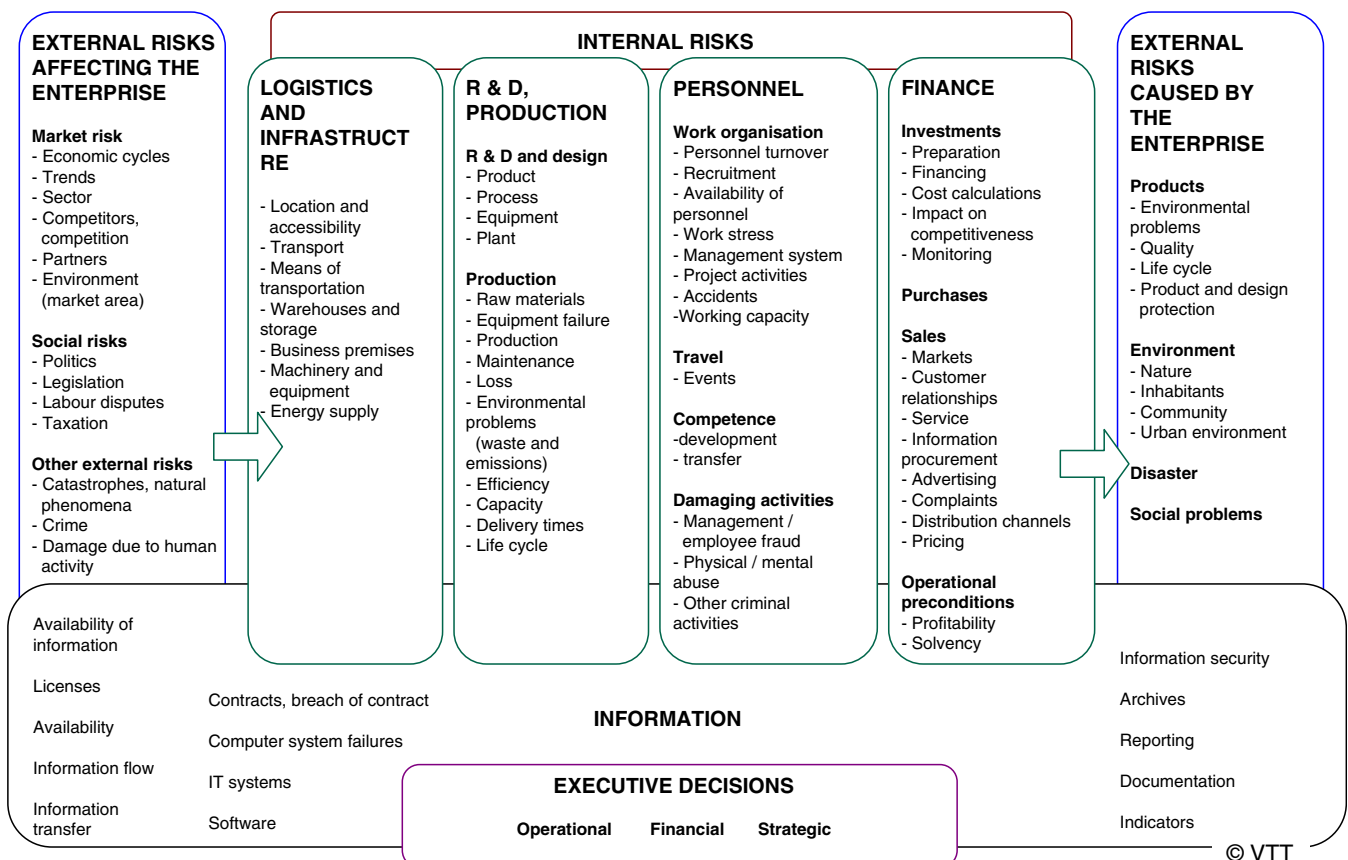 EXTERNAL RISKS
AFFECTING THE
ENTERPRISE
Market risk
- Economic cycles
- Trends
- Sector
- Competitors,
competition
- Partners
- Environment
(market area)
Social risks
- Politics
- Legislation
- Labour disputes
- Taxation
Other external risks
- Catastrophes, natural
phenomena
- Crime
- Damage due to human
activity
INTERNAL RISKS
LOGISTICS
AND
INFRASTRUCT
RE
- Location and
accessibility
- Transport
- Means of
transportation
- Warehouses and
storage
- Business premises
- Machinery and
equipment
- Energy supply
R & D,
PRODUCTION
R & D and design
- Product
- Process
- Equipment
- Plant
Production
- Raw materials
- Equipment failure
- Production
- Maintenance
- Loss
- Environmental
problems
(waste and
emissions)
- Efficiency
- Capacity
- Delivery times
- Life cycle
PERSONNEL
Work organisation
- Personnel turnover
- Recruitment
- Availability of
personnel
- Work stress
- Management system
- Project activities
- Accidents
-Working capacity
Travel
- Events
Competence
-development
- transfer
Damaging activities
- Management /
employee fraud
- Physical / mental
abuse
- Other criminal
activities
FINANCE
Investments
- Preparation
- Financing
- Cost calculations
- Impact on
competitiveness
- Monitoring
Purchases
Sales
- Markets
- Customer
relationships
- Service
- Information
procurement
- Advertising
- Complaints
- Distribution channels
- Pricing
Operational
preconditions
- Profitability
- Solvency
EXTERNAL
RISKS
CAUSED BY
THE
ENTERPRISE
Products
- Environmental
problems
- Quality
- Life cycle
- Product and design
protection
Environment
- Nature
- Inhabitants
- Community
- Urban environment
Disaster
Social problems
Availability of
information
Licenses
Availability
Information flow
Information
transfer
Contracts, breach of contract
Computer system failures
IT systems
Software
INFORMATION
EXECUTIVE DECISIONS
Operational Financial Strategic
Information security
Archives
Reporting
Documentation
Indicators
© VTT